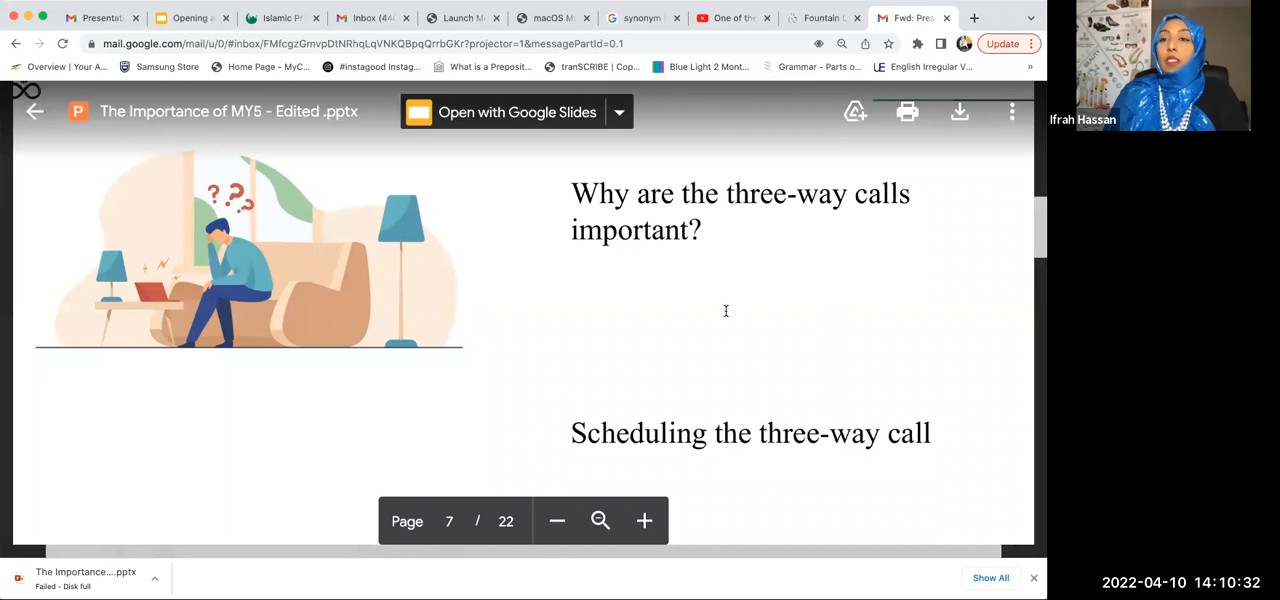 Presentat
Opening a
Islamic Pr
Inbox (44
Launch M
macOS M
synonym
One of the
Fountain
Fwd: Pres
mail.google.com/mail/u/0/#inbox/FMfcgzGmvpDtNRhqLqVNKQBpqQrrbGKr?projector=1&messagePartId=0.1
Update
Overview | Your A...
Samsung Store
Home Page - MyC...
#instagood Instag...
What is a Preposit...
tranSCRIBE | Cop...
Blue Light 2 Mont...
Grammar - Parts o...
English Irregular V...
»
P
The Importance of MY5 - Edited .pptx
Open with Google Slides
Ifrah Hassan
? ? ?
Why are the three-way calls
important?
Scheduling the three-way call
Page 7 / 22
The Importance....pptx
Failed - Disk full
Show All
2022-04-10 14:10:32